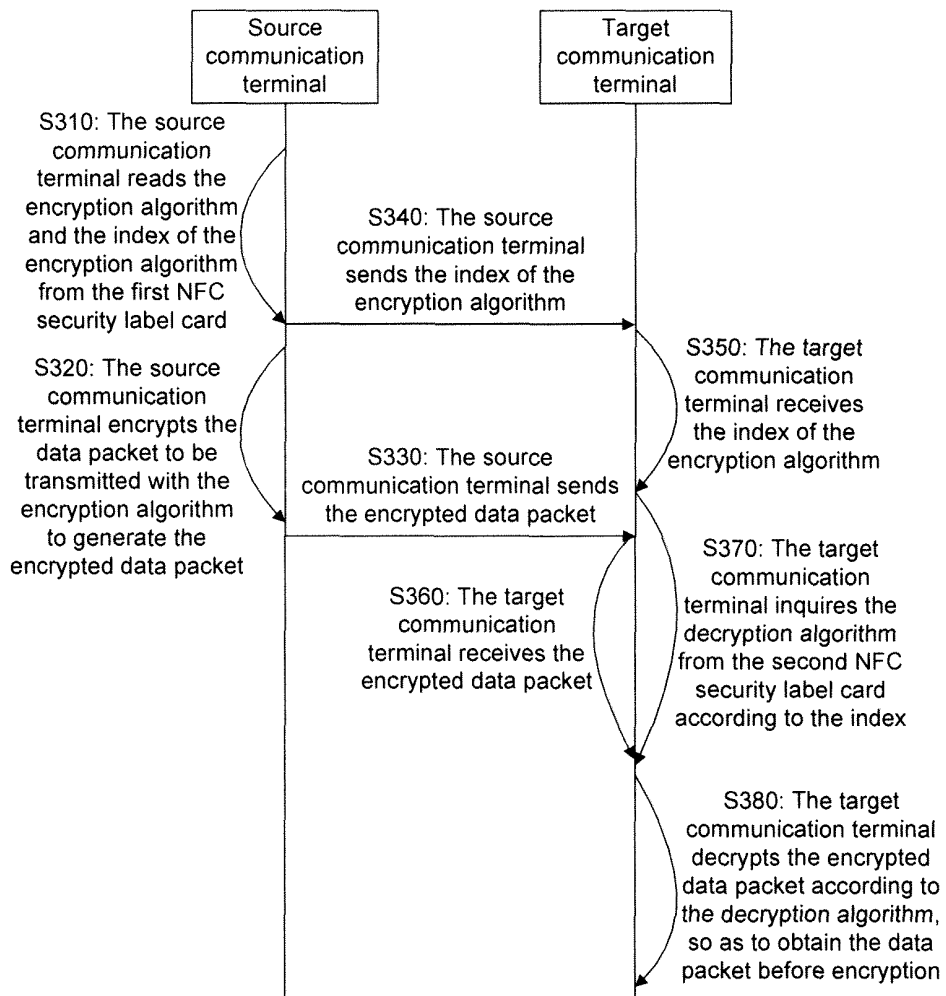 Source
communication
terminal
Target
communication
terminal
S310: The source
communication
terminal reads the
encryption algorithm
and the index of the
encryption algorithm
from the first NFC
security label card
S340: The source
communication terminal
sends the index of the
encryption algorithm
S320: The source
communication
terminal encrypts the
data packet to be
transmitted with the
encryption algorithm
to generate the
encrypted data packet
S350: The target
communication
terminal receives
the index of the
encryption algorithm
S330: The source
communication terminal sends
the encrypted data packet
S360: The target
communication
terminal receives the
encrypted data packet
S370: The target
communication
terminal inquires the
decryption algorithm
from the second NFC
security label card
according to the index
S380: The target
communication terminal
decrypts the encrypted
data packet according to
the decryption algorithm,
so as to obtain the data
packet before encryption